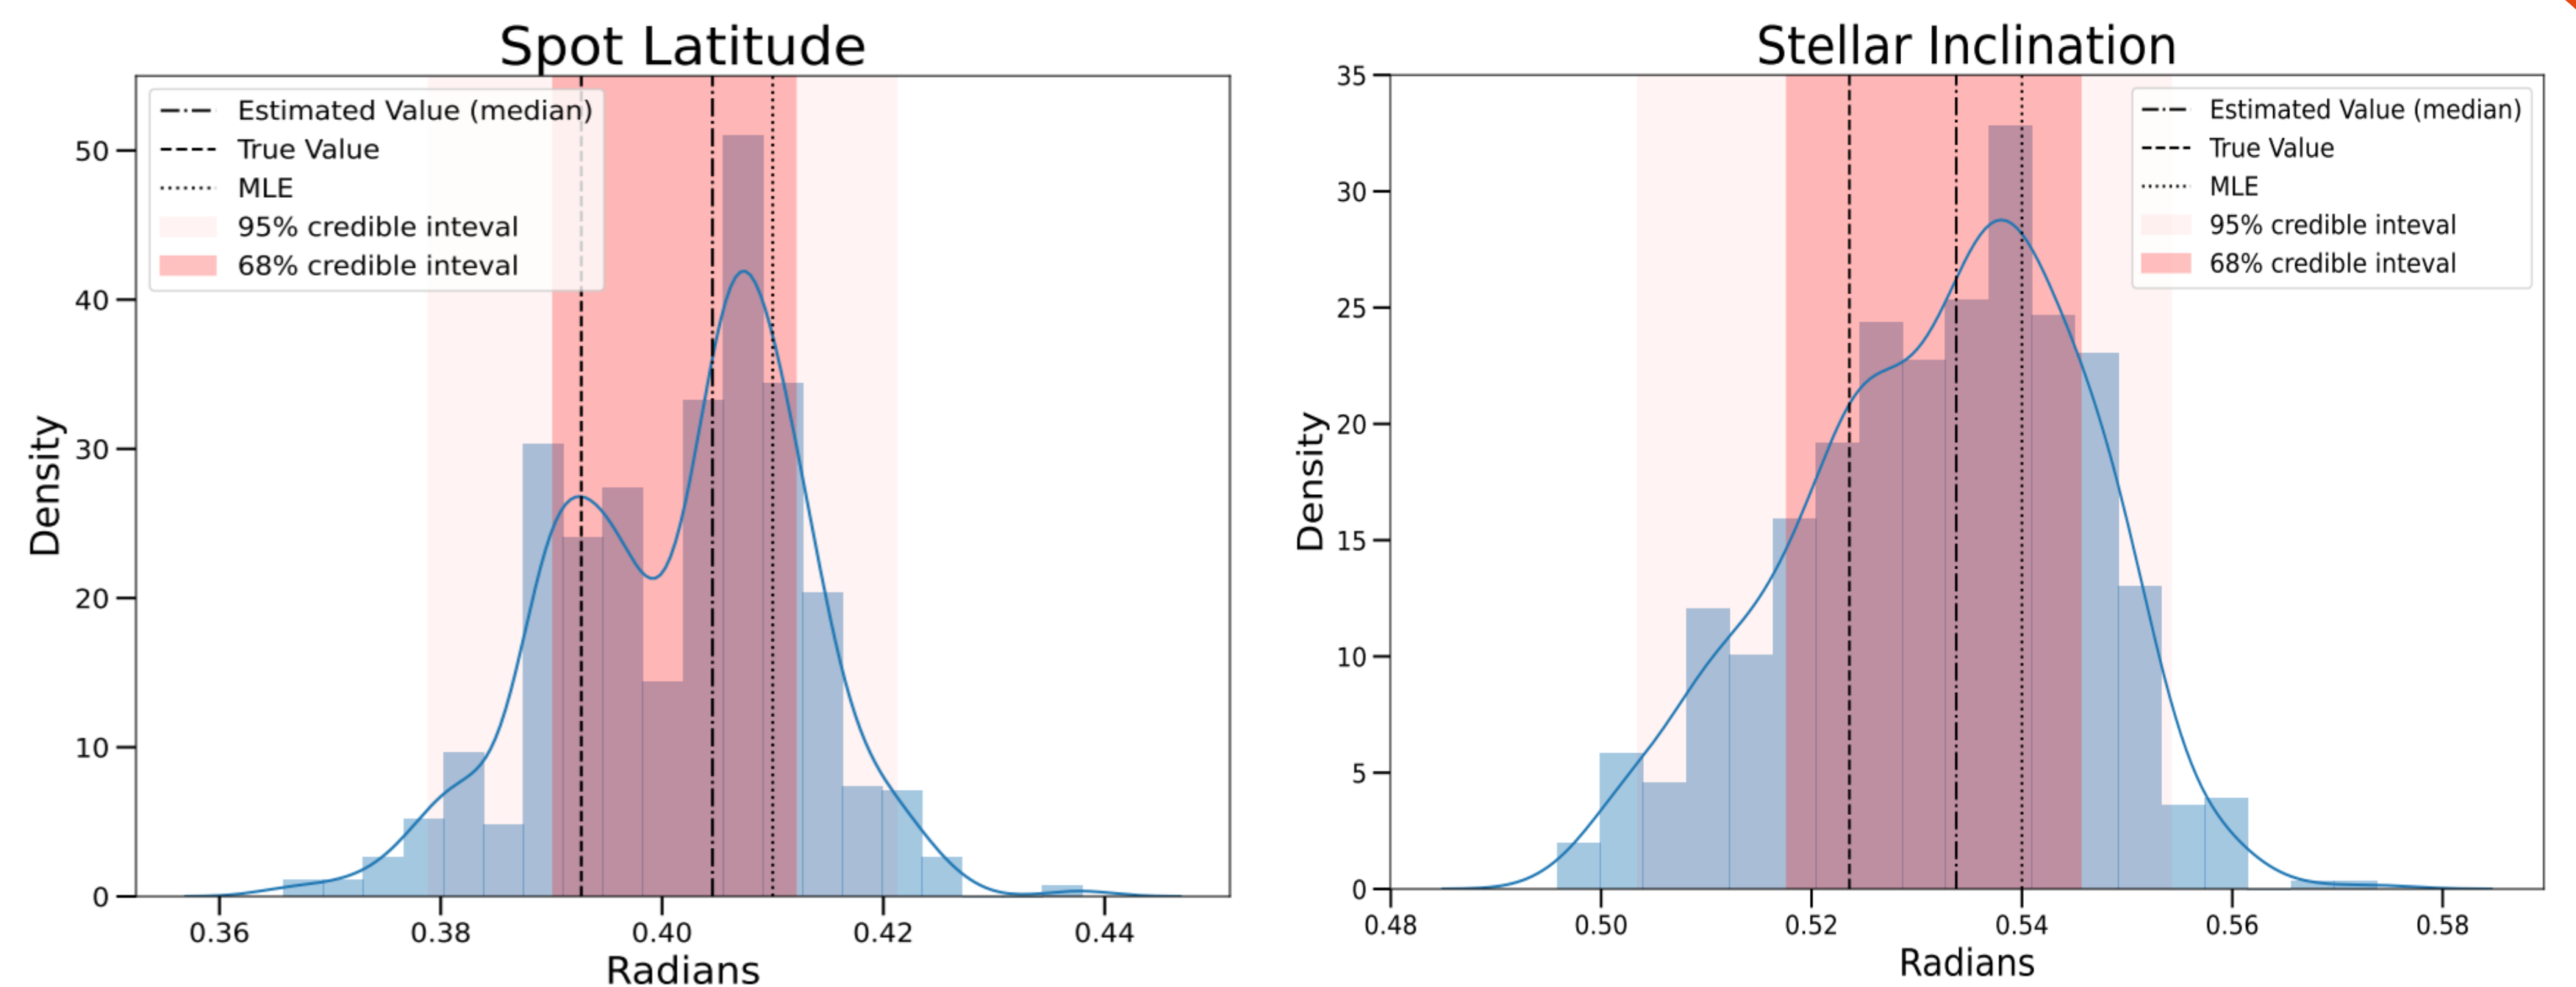 Spot Latitude
Estimated Value (median)
True Value
MLE
95% credible inteval
68% credible inteval
Density
50
40
30
20
10
0
0.36 0.38 0.40 0.42 0.44
Radians
Stellar Inclination
Estimated Value (median)
True Value
MLE
95% credible inteval
68% credible inteval
Density
35
30
25
20
15
10
5
0
0.48 0.50 0.52 0.54 0.56 0.58
Radians